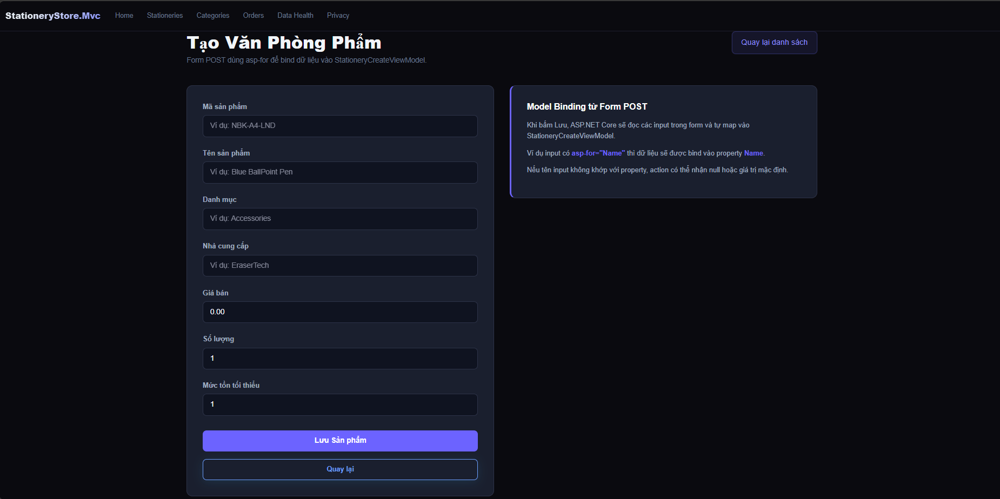 StationeryStore.Mvc Home Stationeries Categories Orders Data Health Privacy
Tạo Văn Phòng Phẩm
Quay lại danh sách
Form POST dùng asp-for để bind dữ liệu vào StationeryCreateViewModel.
Mã sản phẩm
Ví dụ: NBK-A4-LND
Tên sản phẩm
Ví dụ: Blue BallPoint Pen
Danh mục
Ví dụ: Accessories
Nhà cung cấp
Ví dụ: EraserTech
Giá bán
0.00
Số lượng
1
Mức tồn tối thiểu
1
Lưu Sản phẩm
Quay lại
Model Binding từ Form POST
Khi bấm Lưu, ASP.NET Core sẽ đọc các input trong form và tự map vào
StationeryCreateViewModel.
Ví dụ input có asp-for="Name" thì dữ liệu sẽ được bind vào property Name.
Nếu tên input không khớp với property, action có thể nhận null hoặc giá trị mặc định.